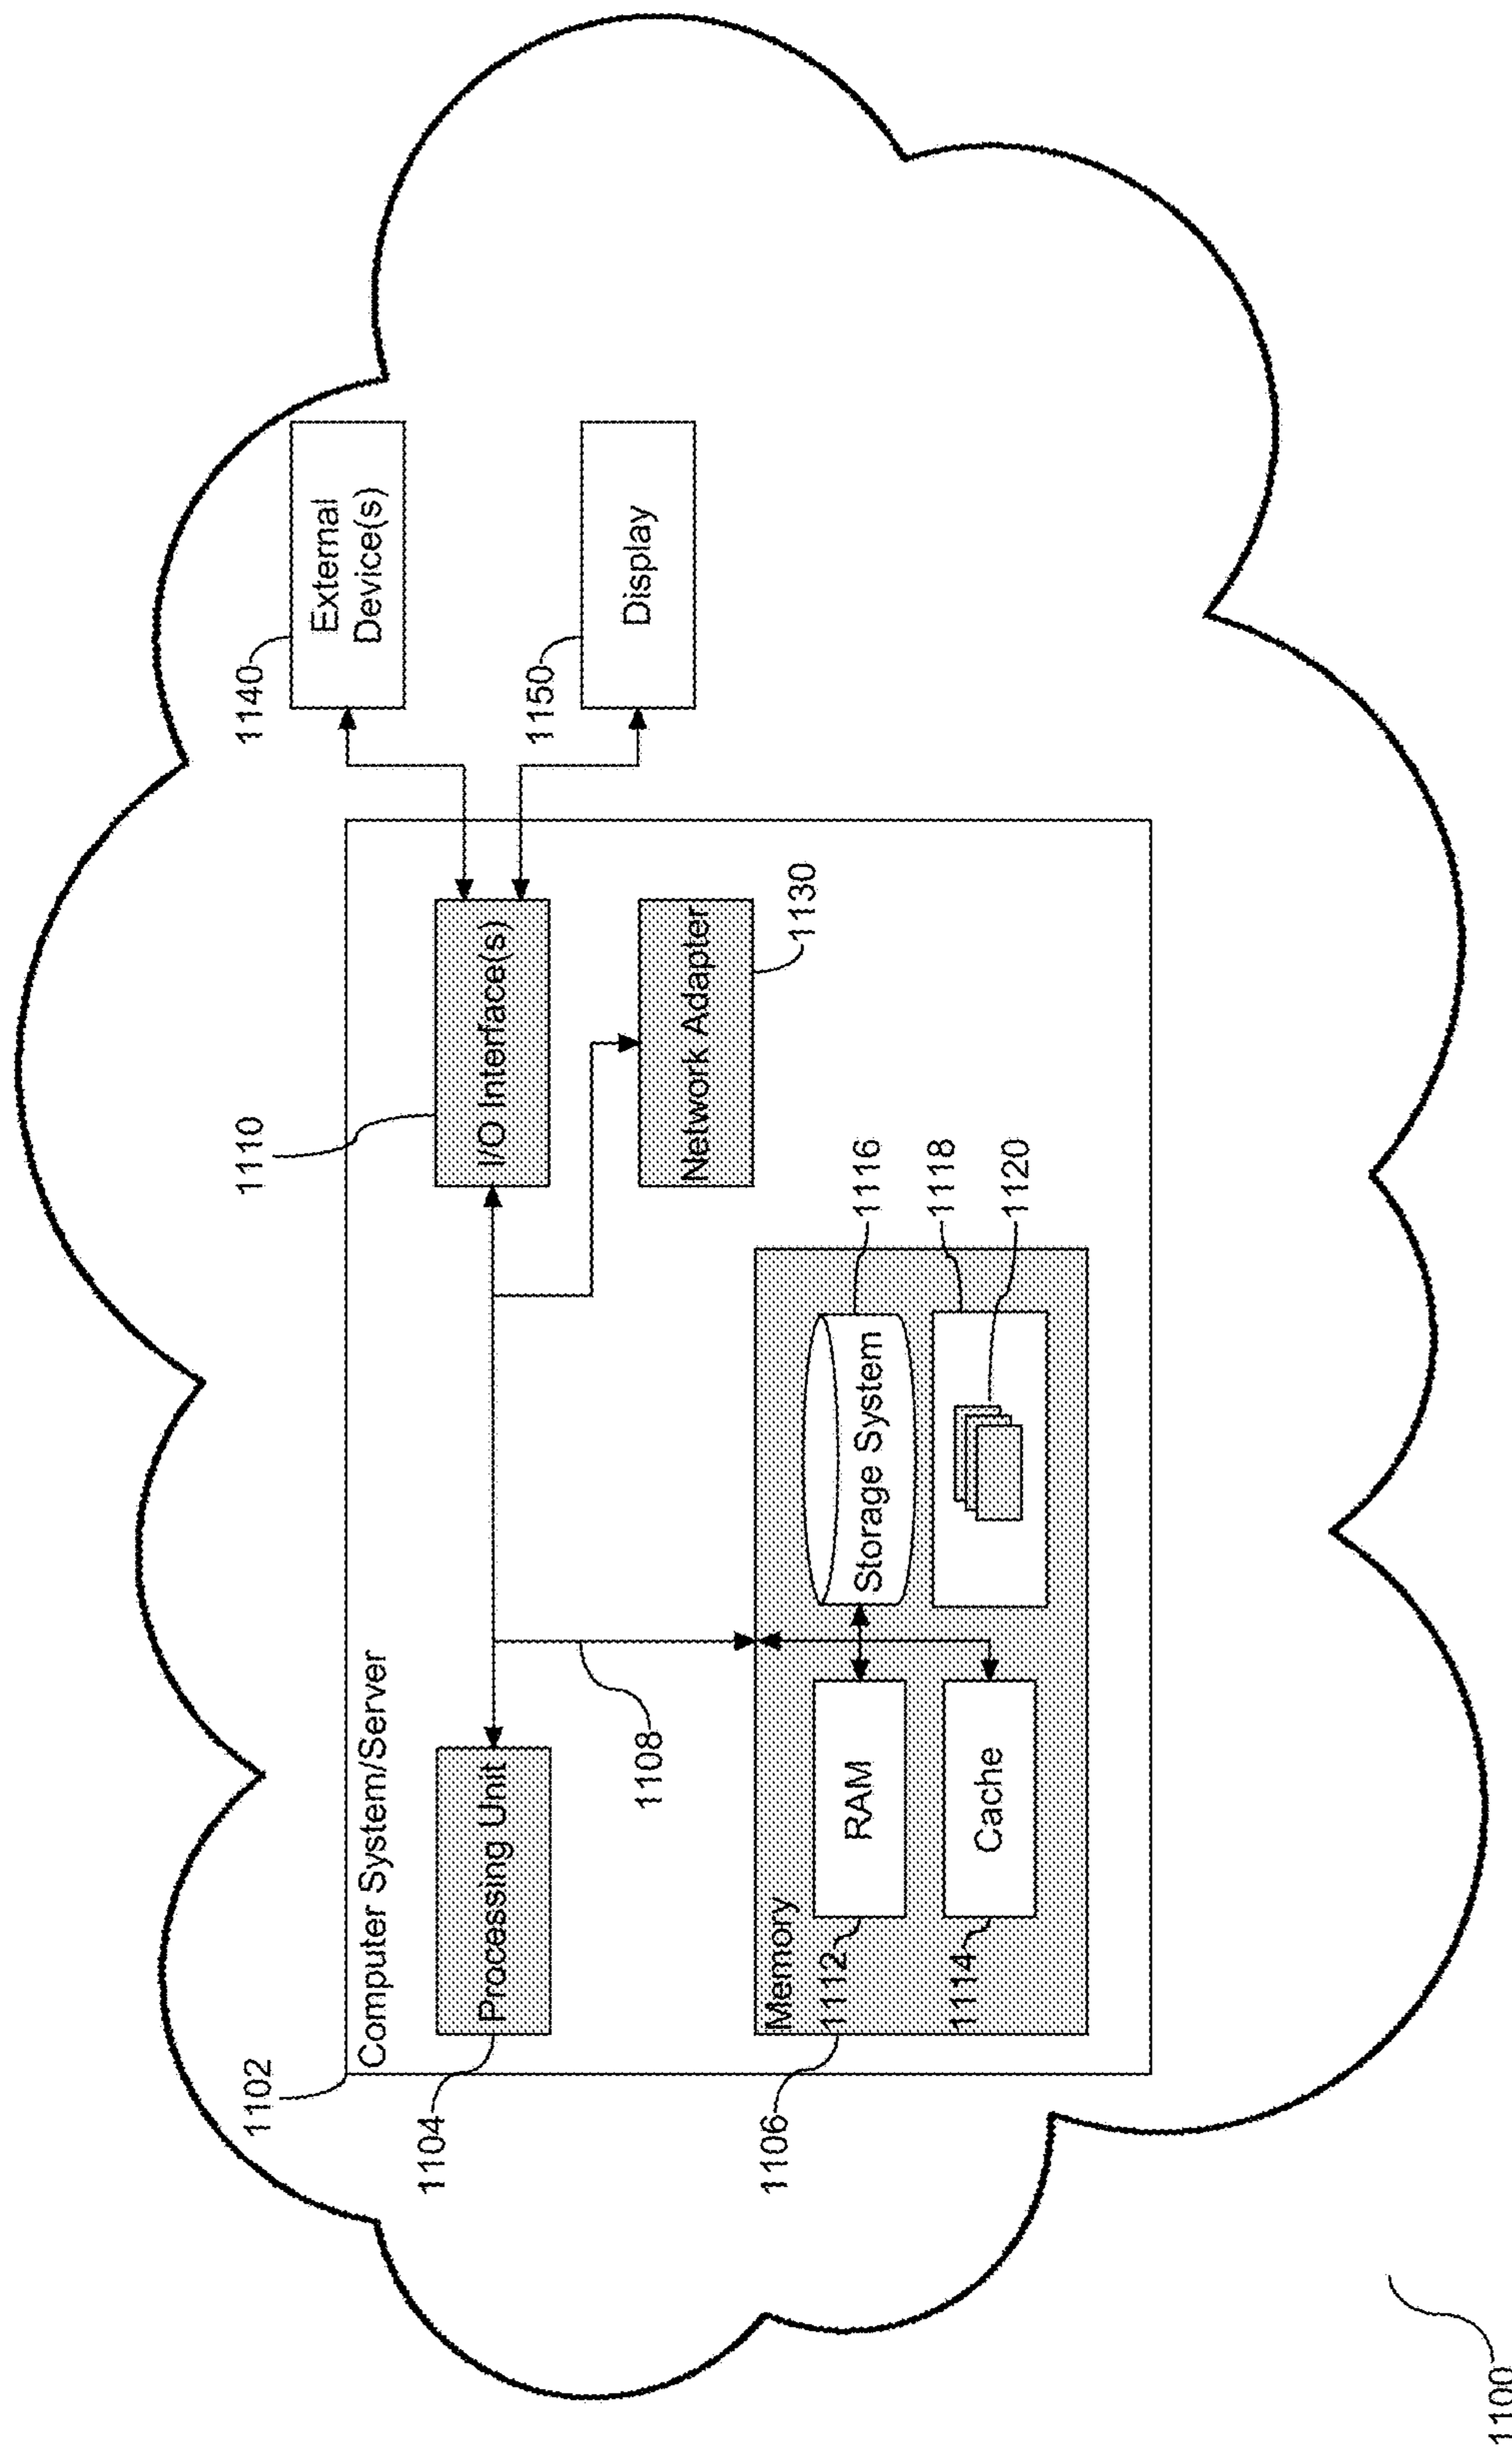 1102
Computer System/Server
1104
Processing Unit
1108
1110
I/O Interface(s)
1140
External
Device(s)
1150
Display
Network Adapter
1130
1106
Memory
1112
RAM
1114
Cache
Storage System
1116
1118
1120
1100